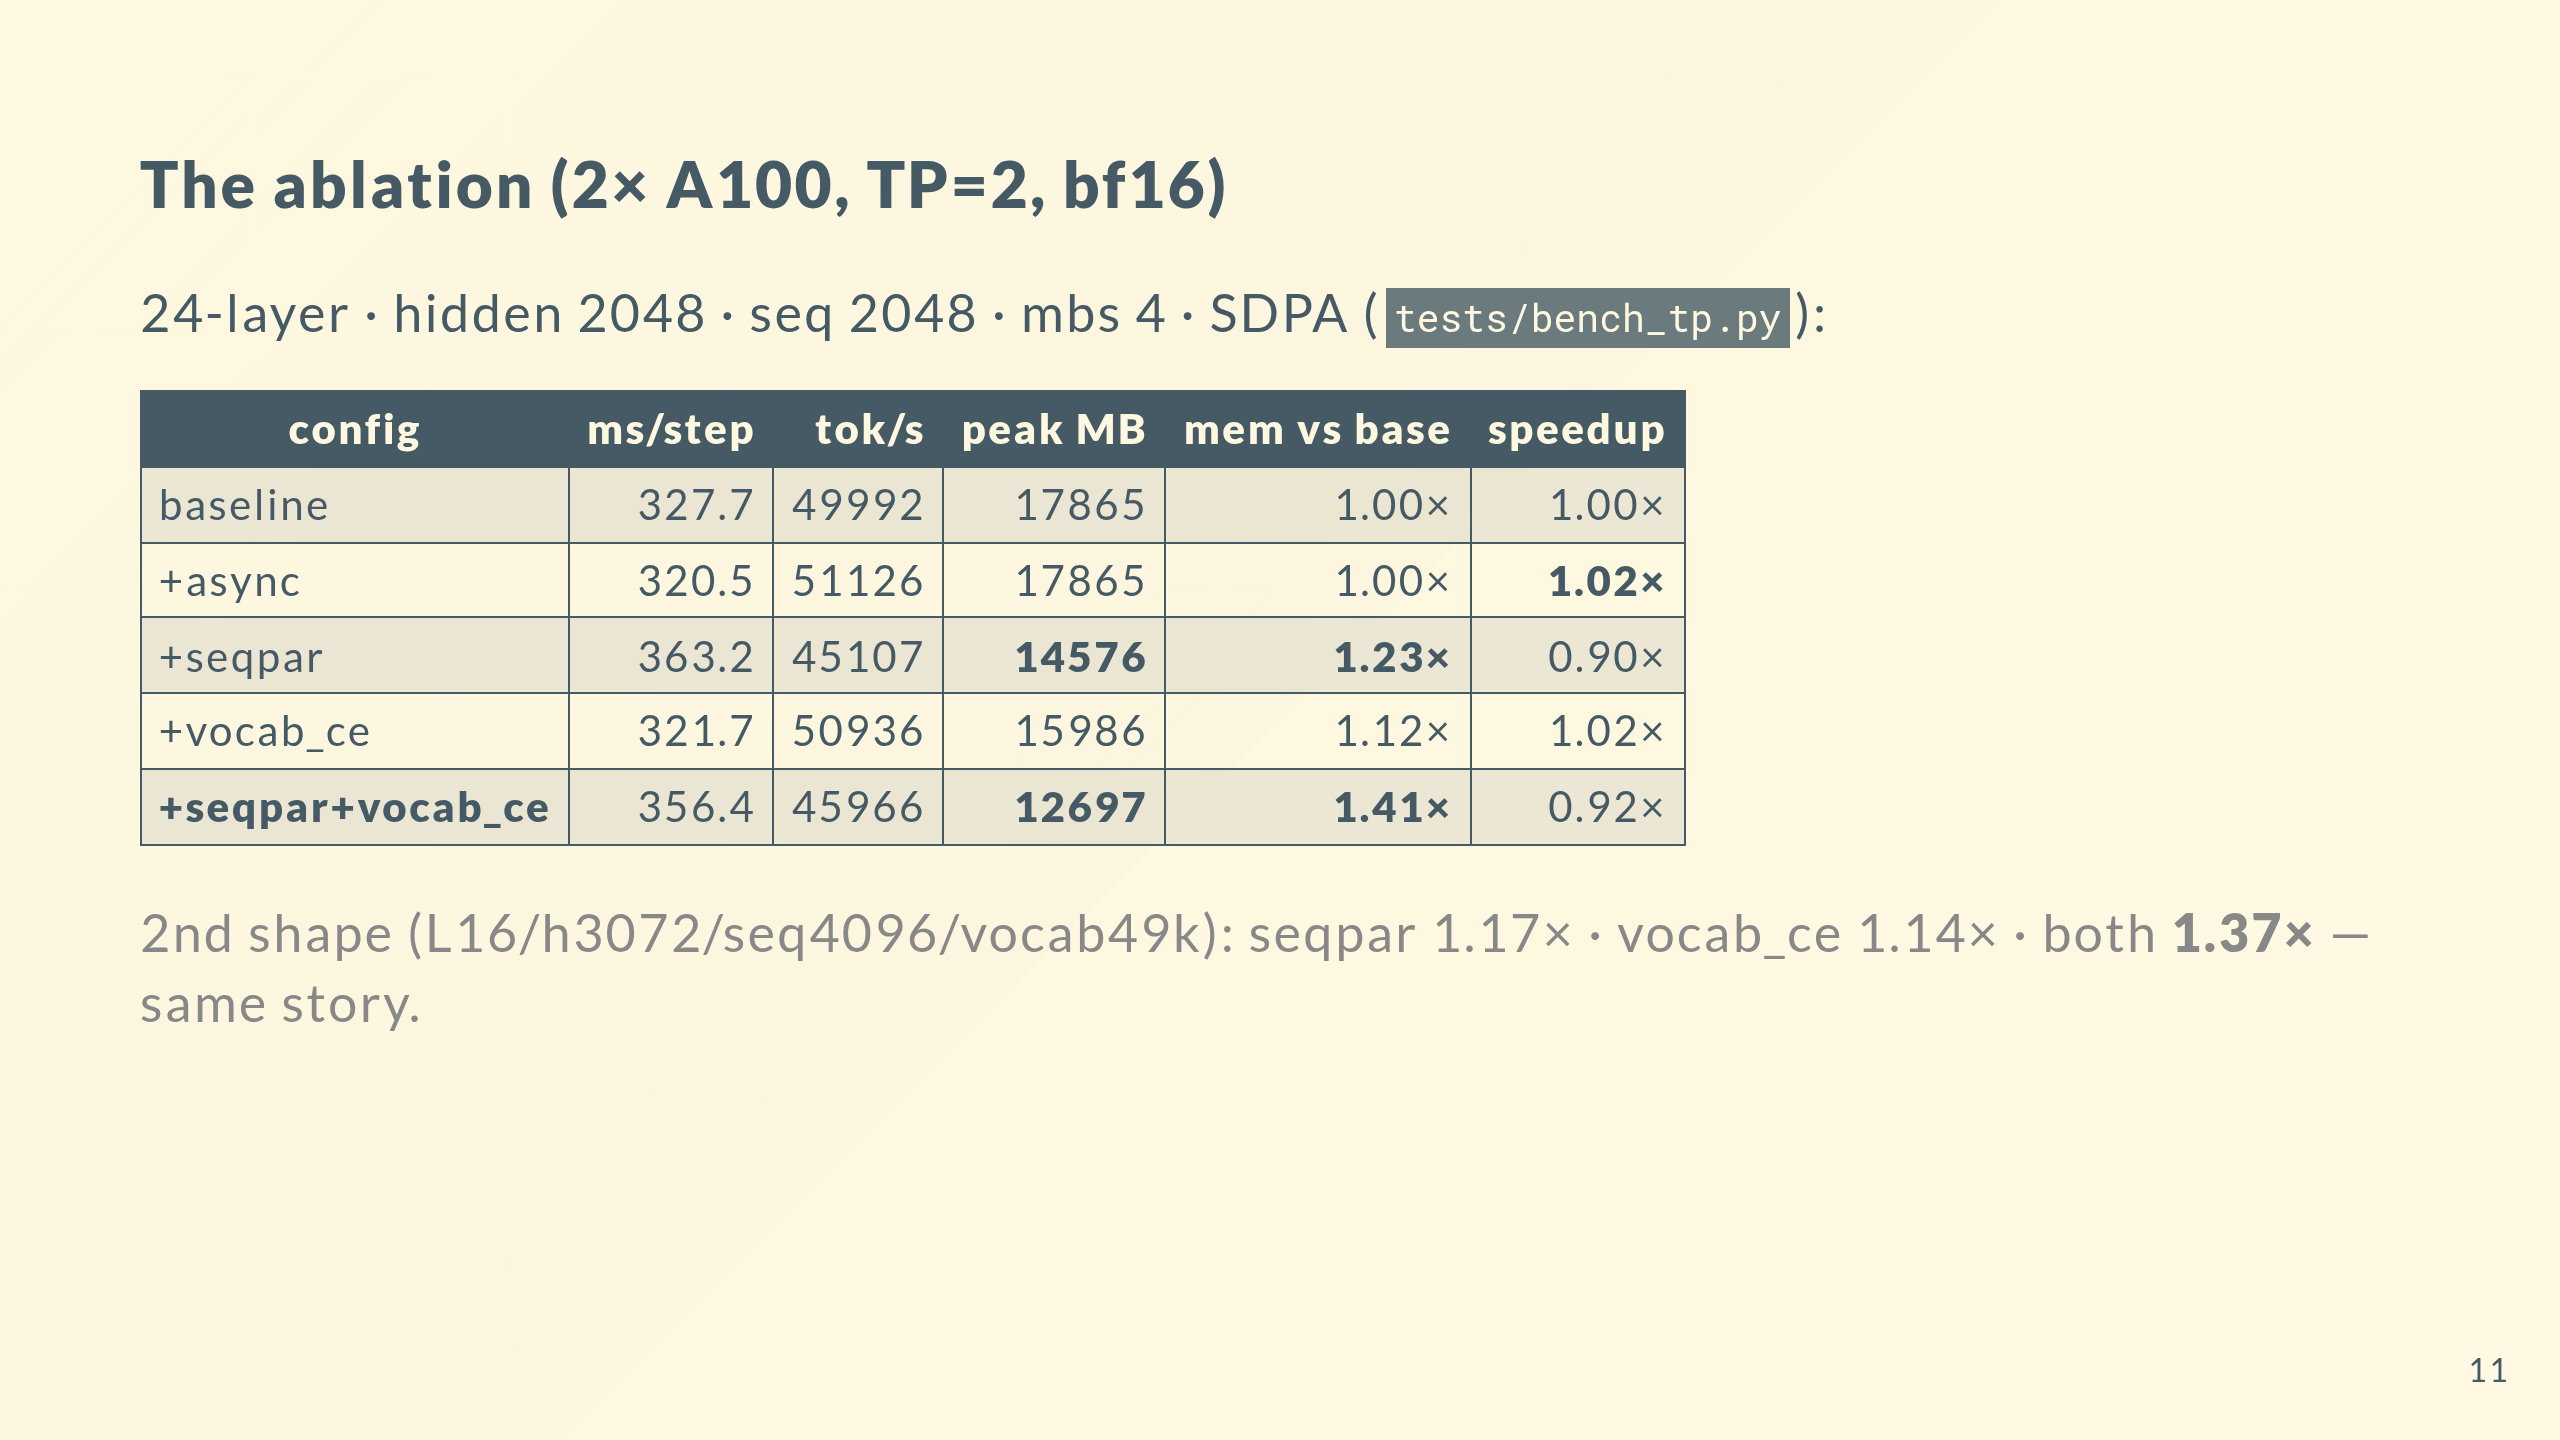 The ablation (2× A100, TP=2, bf16)
24-layer · hidden 2048 · seq 2048 · mbs 4 · SDPA ( tests/bench_tp.py ):
config ms/step tok/s peak MB mem vs base speedup
baseline 327.7 49992 17865 1.00× 1.00×
+async 320.5 51126 17865 1.00× 1.02×
+seqpar 363.2 45107 14576 1.23× 0.90×
+vocab_ce 321.7 50936 15986 1.12× 1.02×
+seqpar+vocab_ce 356.4 45966 12697 1.41× 0.92×
2nd shape (L16/h3072/seq4096/vocab49k): seqpar 1.17× · vocab_ce 1.14× · both 1.37× —
same story.
11